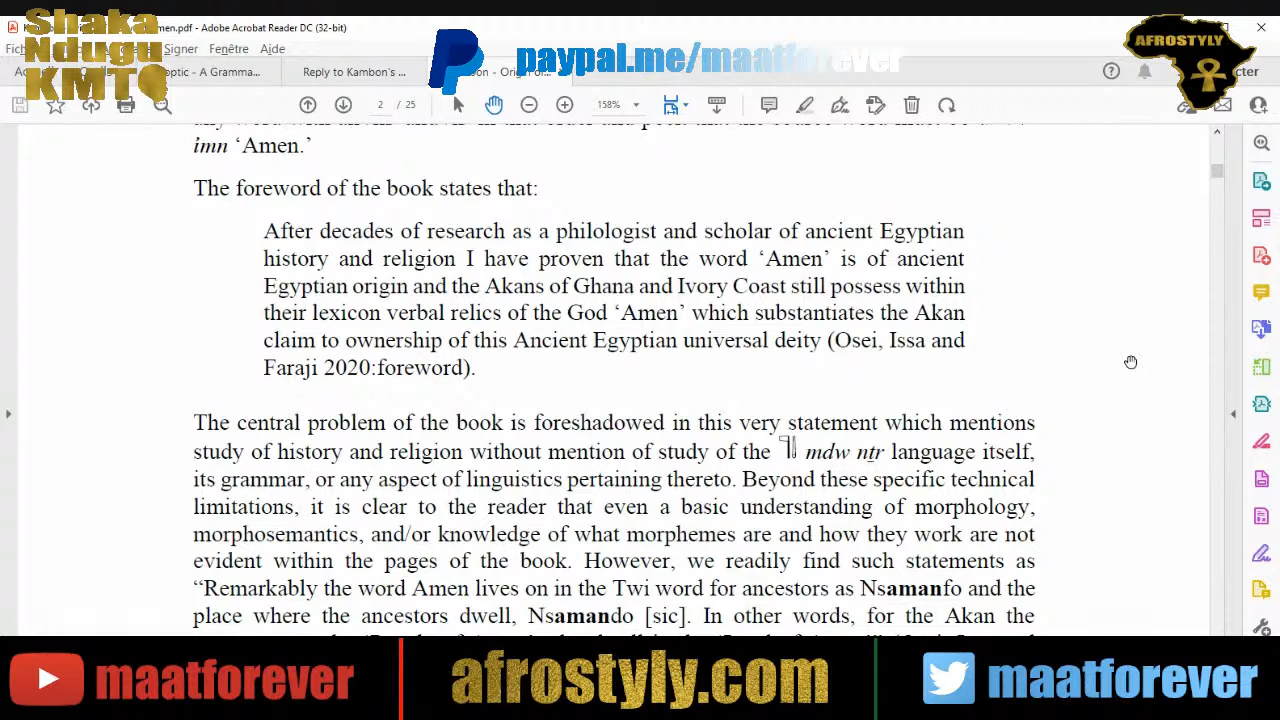 Shaka
Ndugu
KMT
men.pdf - Adobe Acrobat Reader DC (32-bit)
Signer Fenêtre Aide
paypal.me/maatforever
AFROSTYLY
optic - A Gramma...
Reply to Kambon's ...
2 / 25
158%
imn ‘Amen.’
The foreword of the book states that:
After decades of research as a philologist and scholar of ancient Egyptian
history and religion I have proven that the word ‘Amen’ is of ancient
Egyptian origin and the Akans of Ghana and Ivory Coast still possess within
their lexicon verbal relics of the God ‘Amen’ which substantiates the Akan
claim to ownership of this Ancient Egyptian universal deity (Osei, Issa and
Faraji 2020:foreword).
The central problem of the book is foreshadowed in this very statement which mentions
study of history and religion without mention of study of the mdw nṯr language itself,
its grammar, or any aspect of linguistics pertaining thereto. Beyond these specific technical
limitations, it is clear to the reader that even a basic understanding of morphology,
morphosemantics, and/or knowledge of what morphemes are and how they work are not
evident within the pages of the book. However, we readily find such statements as
“Remarkably the word Amen lives on in the Twi word for ancestors as Nsamanfo and the
place where the ancestors dwell, Nsamando [sic]. In other words, for the Akan the
maatforever
afrostyly.com
maatforever